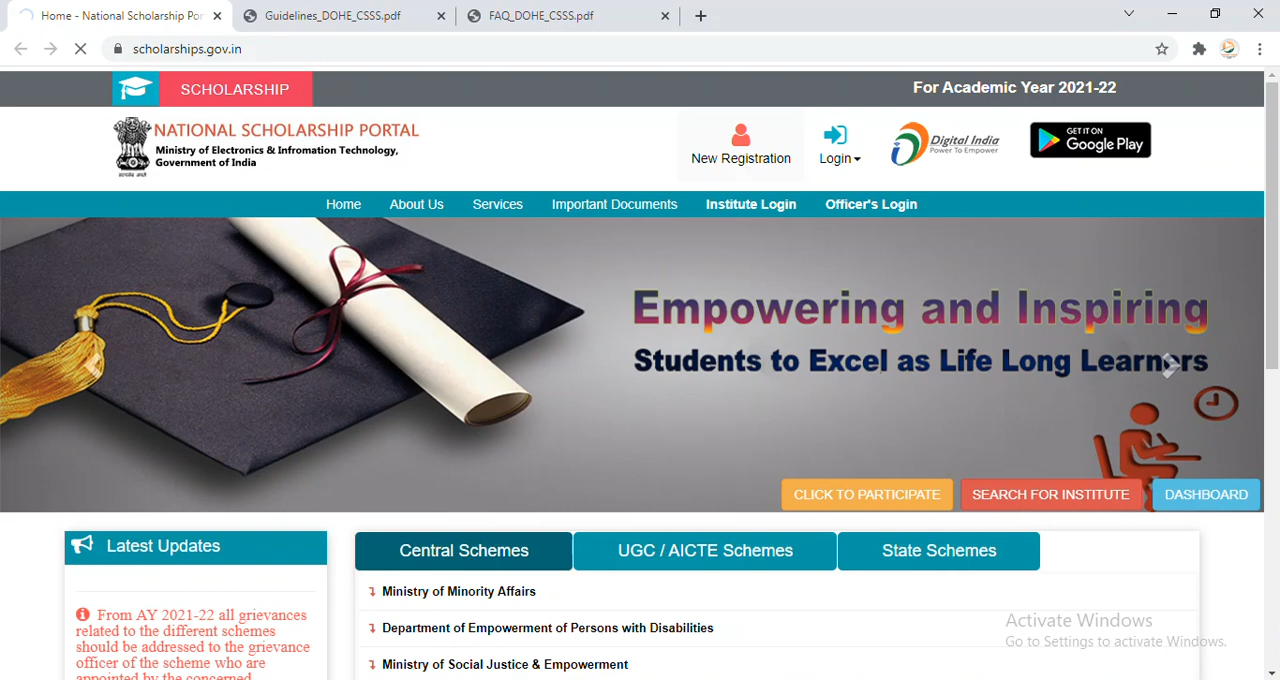 Home - National Scholarship Por
Guidelines_DOHE_CSSS.pdf
FAQ_DOHE_CSSS.pdf
scholarships.gov.in
SCHOLARSHIP
For Academic Year 2021-22
NATIONAL SCHOLARSHIP PORTAL
Ministry of Electronics & Infromation Technology,
Government of India
New Registration
Login
Digital India
Power To Empower
GET IT ON
Google Play
Home About Us Services Important Documents Institute Login Officer's Login
Empowering and Inspiring
Students to Excel as Life Long Learners
CLICK TO PARTICIPATE SEARCH FOR INSTITUTE DASHBOARD
Latest Updates
From AY 2021-22 all grievances
related to the different schemes
should be addressed to the grievance
officer of the scheme who are
appointed by the concerned
Central Schemes UGC / AICTE Schemes State Schemes
Ministry of Minority Affairs
Department of Empowerment of Persons with Disabilities
Ministry of Social Justice & Empowerment
Activate Windows
Go to Settings to activate Windows.